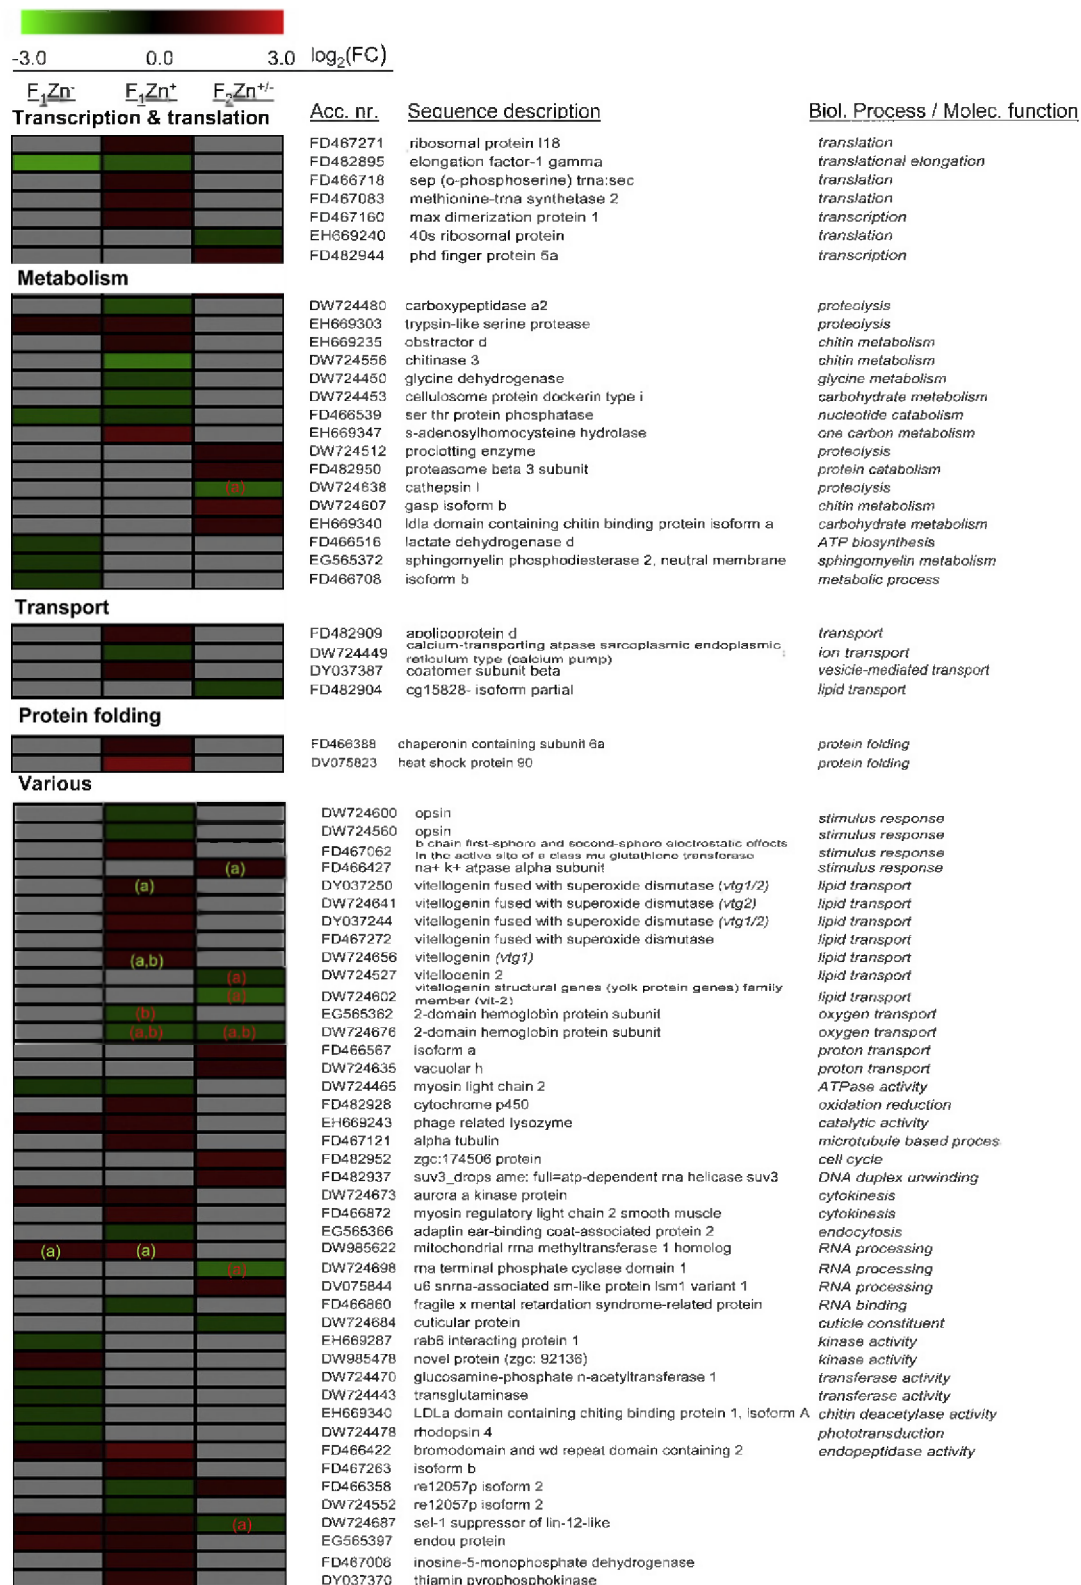 -3.0 0.0 3.0 log2(FC)
F1Zn- F1Zn+ F2Zn+/- Acc. nr. Sequence description Biol. Process / Molec. function
Transcription & translation
FD467271 ribosomal protein l18 translation
FD482895 elongation factor-1 gamma translational elongation
FD466718 sep (o-phosphoserine) trna:sec translation
FD467083 methionine-trna synthetase 2 translation
FD467160 max dimerization protein 1 transcription
EH669240 40s ribosomal protein translation
FD482944 phd finger protein 5a transcription
Metabolism
DW724480 carboxypeptidase a2 proteolysis
EH669303 trypsin-like serine protease proteolysis
EH669235 obstractor d chitin metabolism
DW724556 chitinase 3 chitin metabolism
DW724450 glycine dehydrogenase glycine metabolism
DW724453 cellulosome protein dockerin type i carbohydrate metabolism
FD466539 ser thr protein phosphatase nucleotide catabolism
EH669347 s-adenosylhomocysteine hydrolase one carbon metabolism
DW724512 proclotting enzyme proteolysis
FD482950 proteasome beta 3 subunit protein catabolism
(a) DW724638 cathepsin l proteolysis
DW724607 gasp isoform b chitin metabolism
EH669340 ldla domain containing chitin binding protein isoform a carbohydrate metabolism
FD466516 lactate dehydrogenase d ATP biosynthesis
EG565372 sphingomyelin phosphodiesterase 2, neutral membrane sphingomyelin metabolism
FD466708 isoform b metabolic process
Transport
FD482909 apolipoprotein d transport
calcium-transporting atpase sarcoplasmic endoplasmic
DW724449 reticulum type (calcium pump) ion transport
DY037387 coatomer subunit beta vesicle-mediated transport
FD482904 cg15828- isoform partial lipid transport
Protein folding
FD466388 chaperonin containing subunit 6a protein folding
DV075823 heat shock protein 90 protein folding
Various
DW724600 opsin stimulus response
DW724560 opsin stimulus response
b chain first-sphere and second-sphere electrostatic effects
FD467062 in the active site of a class mu glutathione transferase stimulus response
(a) FD466427 na+ k+ atpase alpha subunit stimulus response
(a) DY037250 vitellogenin fused with superoxide dismutase (vtg1/2) lipid transport
DW724641 vitellogenin fused with superoxide dismutase (vtg2) lipid transport
DY037244 vitellogenin fused with superoxide dismutase (vtg1/2) lipid transport
FD467272 vitellogenin fused with superoxide dismutase lipid transport
(a,b) DW724656 vitellogenin (vtg1) lipid transport
(a) DW724527 vitellogenin 2 lipid transport
vitellogenin structural genes (yolk protein genes) family
(a) DW724602 member (vit-2) lipid transport
(b) EG565362 2-domain hemoglobin protein subunit oxygen transport
(a,b) (a,b) DW724676 2-domain hemoglobin protein subunit oxygen transport
FD466567 isoform a proton transport
DW724635 vacuolar h proton transport
DW724465 myosin light chain 2 ATPase activity
FD482928 cytochrome p450 oxidation reduction
EH669243 phage related lysozyme catalytic activity
FD467121 alpha tubulin microtubule based proces
FD482952 zgc:174506 protein cell cycle
FD482937 suv3_drops ame: full=atp-dependent rna helicase suv3 DNA duplex unwinding
DW724673 aurora a kinase protein cytokinesis
FD466872 myosin regulatory light chain 2 smooth muscle cytokinesis
EG565366 adaptin ear-binding coat-associated protein 2 endocytosis
(a) (a) DW985622 mitochondrial rrna methyltransferase 1 homolog RNA processing
(a) DW724698 rna terminal phosphate cyclase domain 1 RNA processing
DV075844 u6 snrna-associated sm-like protein lsm1 variant 1 RNA processing
FD466860 fragile x mental retardation syndrome-related protein RNA binding
DW724684 cuticular protein cuticle constituent
EH669287 rab6 interacting protein 1 kinase activity
DW985478 novel protein (zgc: 92136) kinase activity
DW724470 glucosamine-phosphate n-acetyltransferase 1 transferase activity
DW724443 transglutaminase transferase activity
EH669340 LDLa domain containing chiting binding protein 1, isoform A chitin deacetylase activity
DW724478 rhodopsin 4 phototransduction
FD466422 bromodomain and wd repeat domain containing 2 endopeptidase activity
FD467263 isoform b
FD466358 re12057p isoform 2
DW724552 re12057p isoform 2
(a) DW724687 sel-1 suppressor of lin-12-like
EG565397 endou protein
FD467008 inosine-5-monophosphate dehydrogenase
DY037370 thiamin pyrophosphokinase